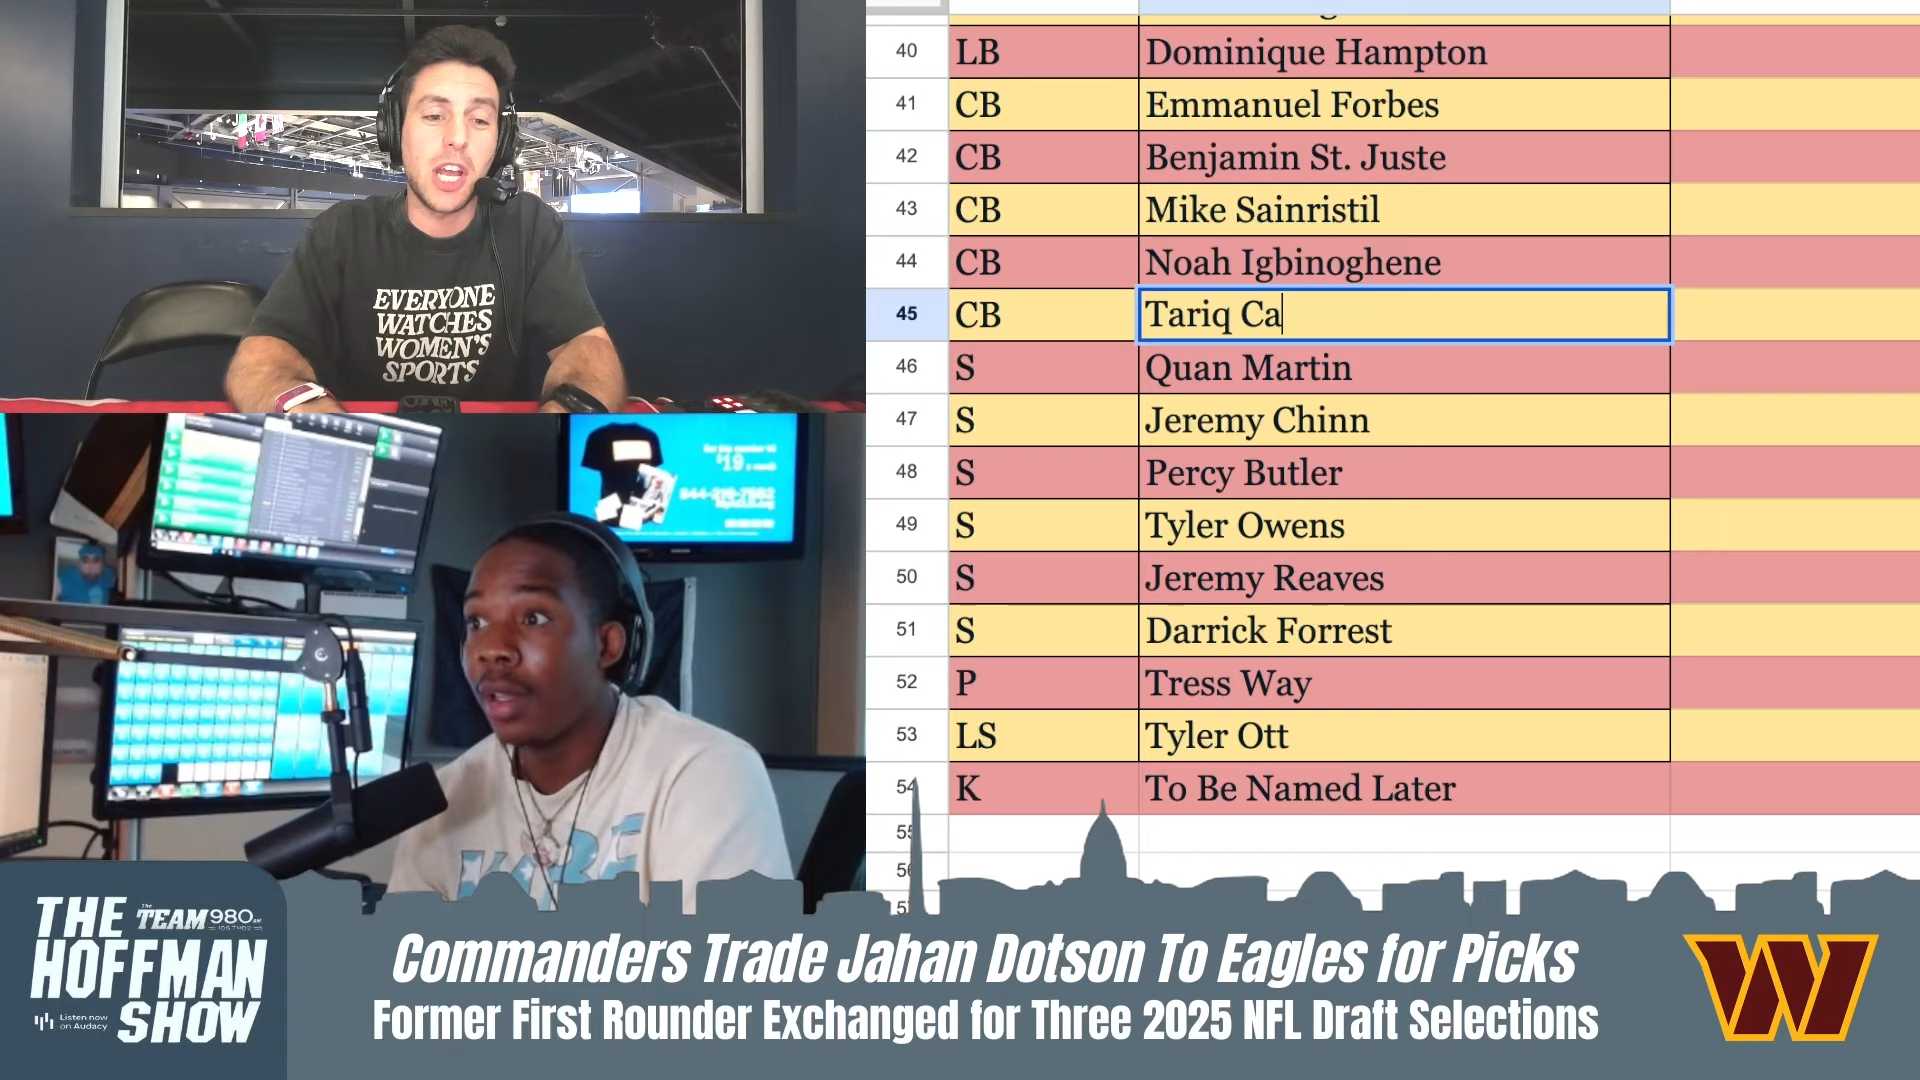 EVERYONE
WATCHES
WOMEN'S
SPORTS
$19
40 LB Dominique Hampton
41 CB Emmanuel Forbes
42 CB Benjamin St. Juste
43 CB Mike Sainristil
44 CB Noah Igbinoghene
45 CB Tariq Ca
46 S Quan Martin
47 S Jeremy Chinn
48 S Percy Butler
49 S Tyler Owens
50 S Jeremy Reaves
51 S Darrick Forrest
52 P Tress Way
53 LS Tyler Ott
54 K To Be Named Later
THE
HOFFMAN
SHOW
The TEAM 980 AM
Listen now
on Audacy
Commanders Trade Jahan Dotson To Eagles for Picks
Former First Rounder Exchanged for Three 2025 NFL Draft Selections
W